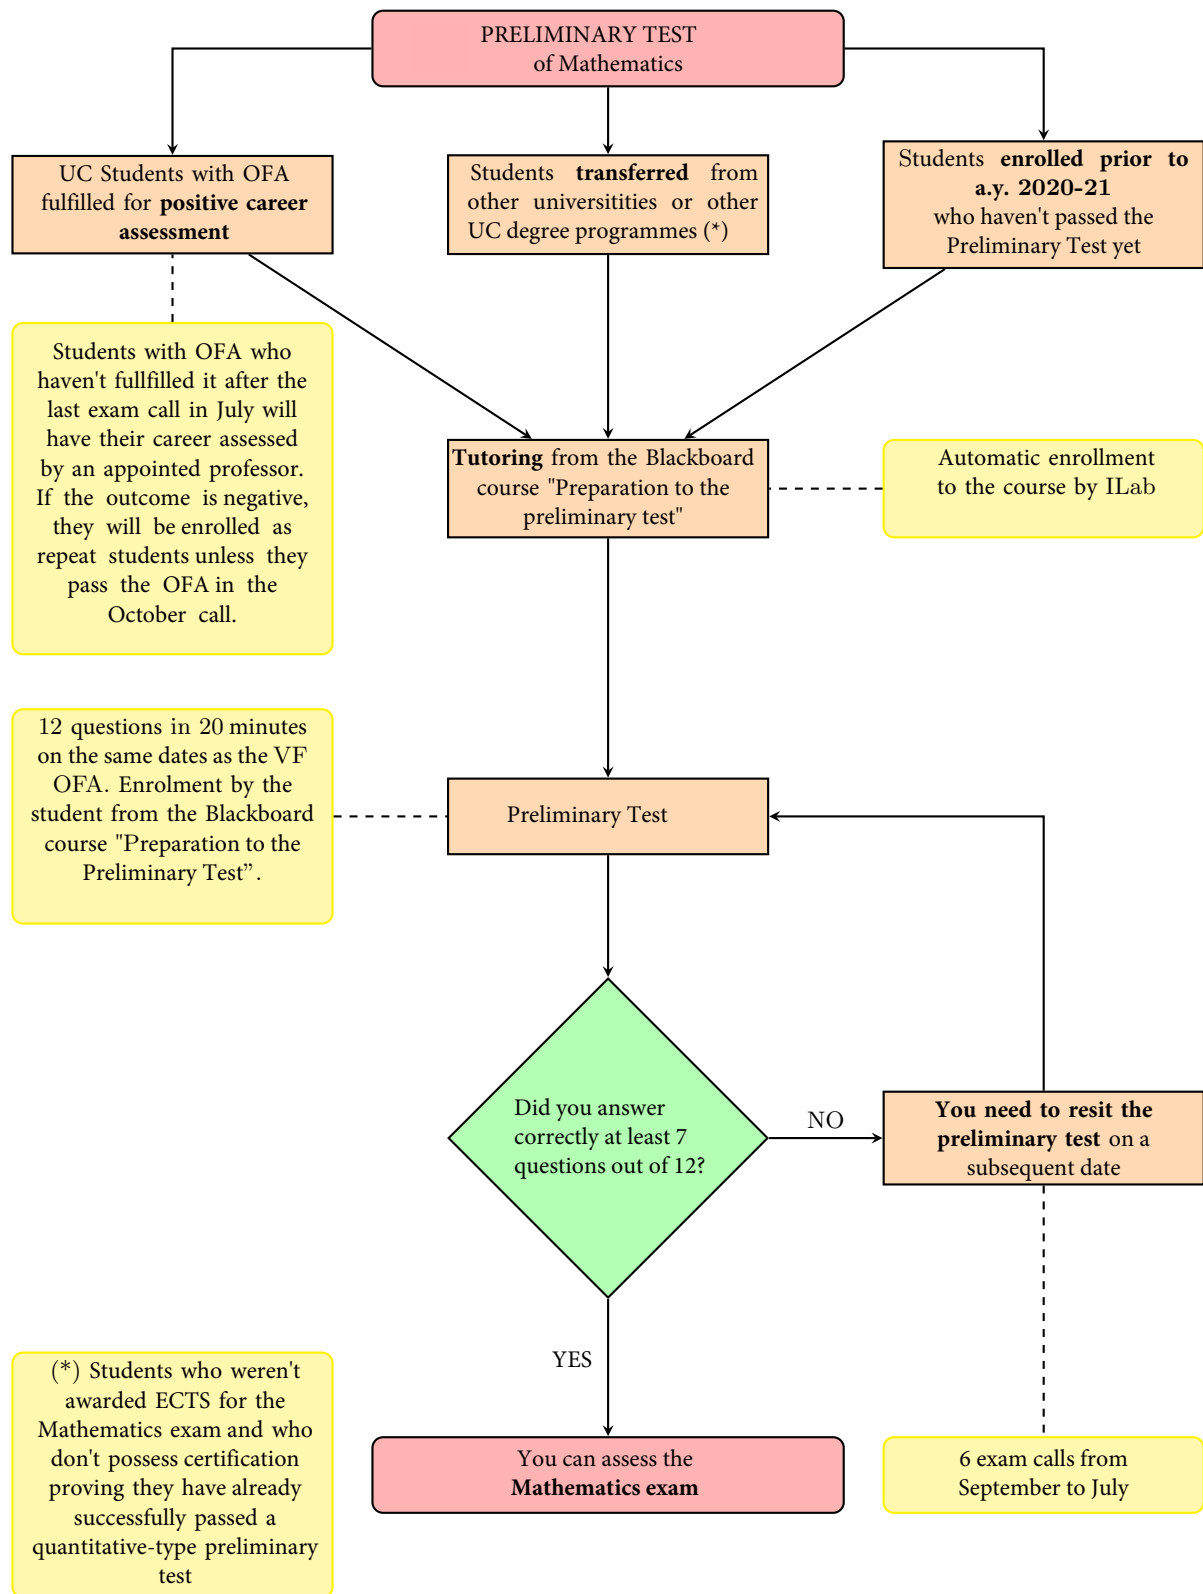 PRELIMINARY TEST
of Mathematics
UC Students with OFA
fulfilled for positive career
assessment
Students transferred from
other universitities or other
UC degree programmes (*)
Students enrolled prior to
a.y. 2020-21
who haven't passed the
Preliminary Test yet
Students with OFA who
haven't fullfilled it after the
last exam call in July will
have their career assessed
by an appointed professor.
If the outcome is negative,
they will be enrolled as
repeat students unless they
pass the OFA in the
October call.
Tutoring from the Blackboard
course "Preparation to the
preliminary test"
Automatic enrollment
to the course by ILab
12 questions in 20 minutes
on the same dates as the VF
OFA. Enrolment by the
student from the Blackboard
course "Preparation to the
Preliminary Test”.
Preliminary Test
Did you answer
correctly at least 7
questions out of 12?
NO
You need to resit the
preliminary test on a
subsequent date
YES
(*) Students who weren't
awarded ECTS for the
Mathematics exam and who
don't possess certification
proving they have already
successfully passed a
quantitative-type preliminary
test
You can assess the
Mathematics exam
6 exam calls from
September to July